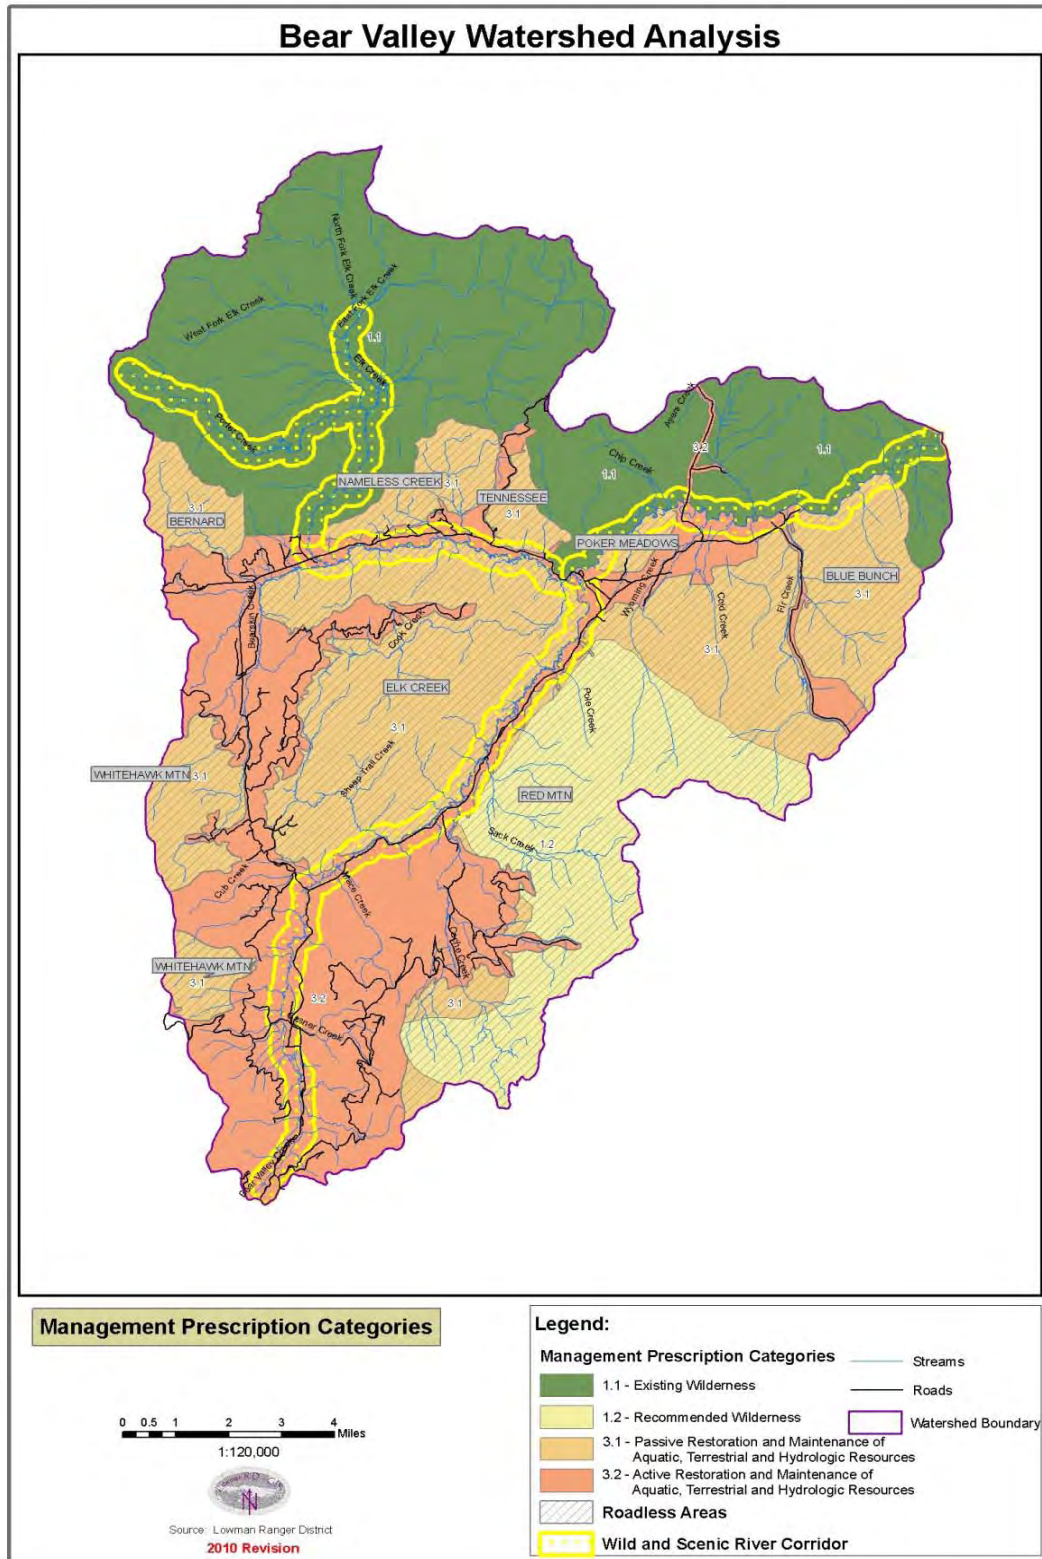 Bear Valley Watershed Analysis
North Fork Elk Creek
East Fork Elk Creek
West Fork Elk Creek
1.1
Elk Creek
Porter Creek
Ayers Creek
3.2
1.1
Chip Creek
1.1
NAMELESS CREEK
3.1
TENNESSEE
3.1
3.1
BERNARD
POKER MEADOWS
BLUE BUNCH
3.1
Wyoming Creek
Fir Creek
Cold Creek
3.1
Bearskin Creek
Cook Creek
ELK CREEK
3.1
Pole Creek
Sheep Trail Creek
WHITEHAWK MTN
3.1
RED MTN
Sack Creek
1.2
Cub Creek
Mace Creek
Cache Creek
WHITEHAWK MTN
3.1
3.2
3.1
Bear Valley Creek
Management Prescription Categories
0 0.5 1 2 3 4
Miles
1:120,000
Source: Lowman Ranger District
2010 Revision
Legend:
Management Prescription Categories
1.1 - Existing Wilderness
1.2 - Recommended Wilderness
3.1 - Passive Restoration and Maintenance of
Aquatic, Terrestrial and Hydrologic Resources
3.2 - Active Restoration and Maintenance of
Aquatic, Terrestrial and Hydrologic Resources
Roadless Areas
Wild and Scenic River Corridor
Streams
Roads
Watershed Boundary